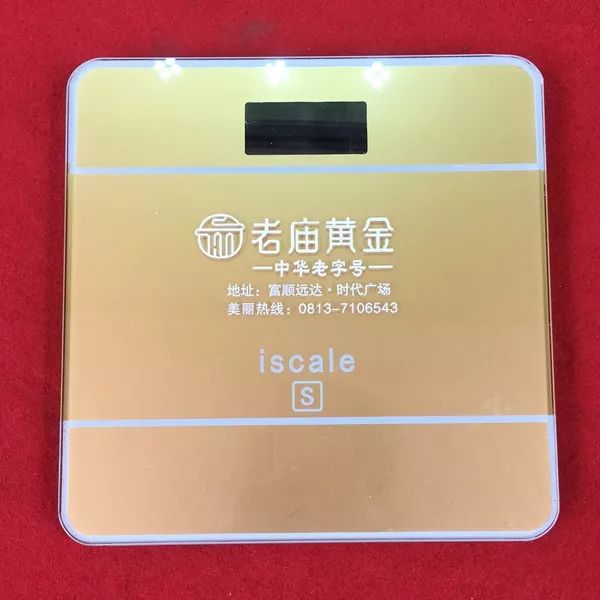 老庙黄金
—中华老字号—
地址：富顺远达·时代广场
美丽热线：0813-7106543
iscale
S